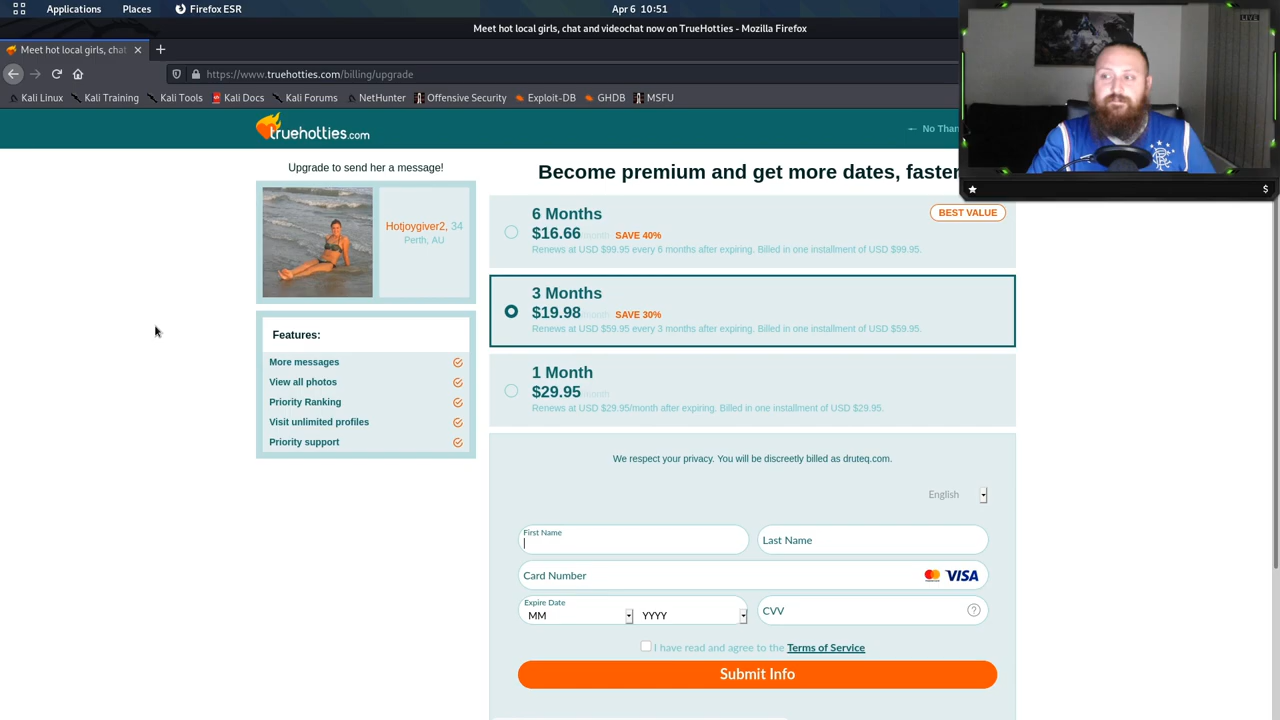 Applications Places Firefox ESR Apr 6 10:51
Meet hot local girls, chat and videochat now on TrueHotties - Mozilla Firefox
Meet hot local girls, chat
https://www.truehotties.com/billing/upgrade
Kali Linux Kali Training Kali Tools Kali Docs Kali Forums NetHunter Offensive Security Exploit-DB GHDB MSFU
LIVE
truehotties.com
No Than
Upgrade to send her a message!
Hotjoygiver2, 34
Perth, AU
Features:
More messages
View all photos
Priority Ranking
Visit unlimited profiles
Priority support
Become premium and get more dates, faster
6 Months
BEST VALUE
$16.66/month SAVE 40%
Renews at USD $99.95 every 6 months after expiring. Billed in one installment of USD $99.95.
3 Months
$19.98/month SAVE 30%
Renews at USD $59.95 every 3 months after expiring. Billed in one installment of USD $59.95.
1 Month
$29.95/month
Renews at USD $29.95/month after expiring. Billed in one installment of USD $29.95.
We respect your privacy. You will be discreetly billed as druteq.com.
English
First Name
Last Name
Card Number VISA
Expire Date
MM YYYY
CVV
I have read and agree to the Terms of Service
Submit Info
$